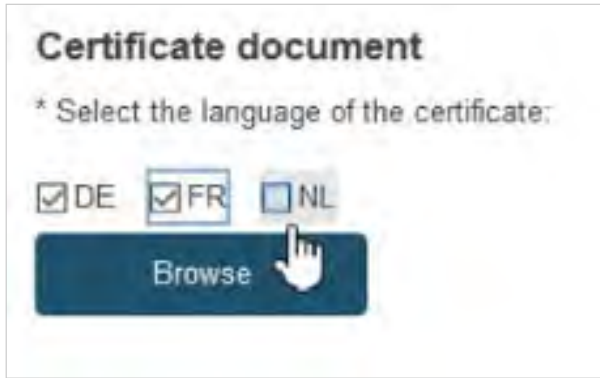 Certificate document
* Select the language of the certificate:
DE FR NL
Browse